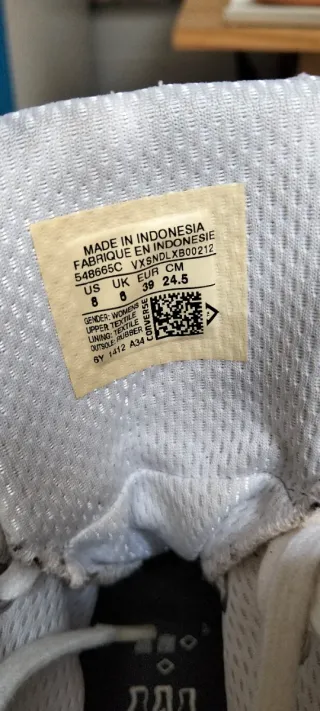 MADE IN INDONESIA
FABRIQUE EN INDONESIE
548665C VXSNDLXB00212
US UK EUR CM
8 6 39 24.5
GENDER: WOMENS
UPPER: TEXTILE
LINING: TEXTILE
OUTSOLE: RUBBER
6Y 1412 A34
CONVERSE